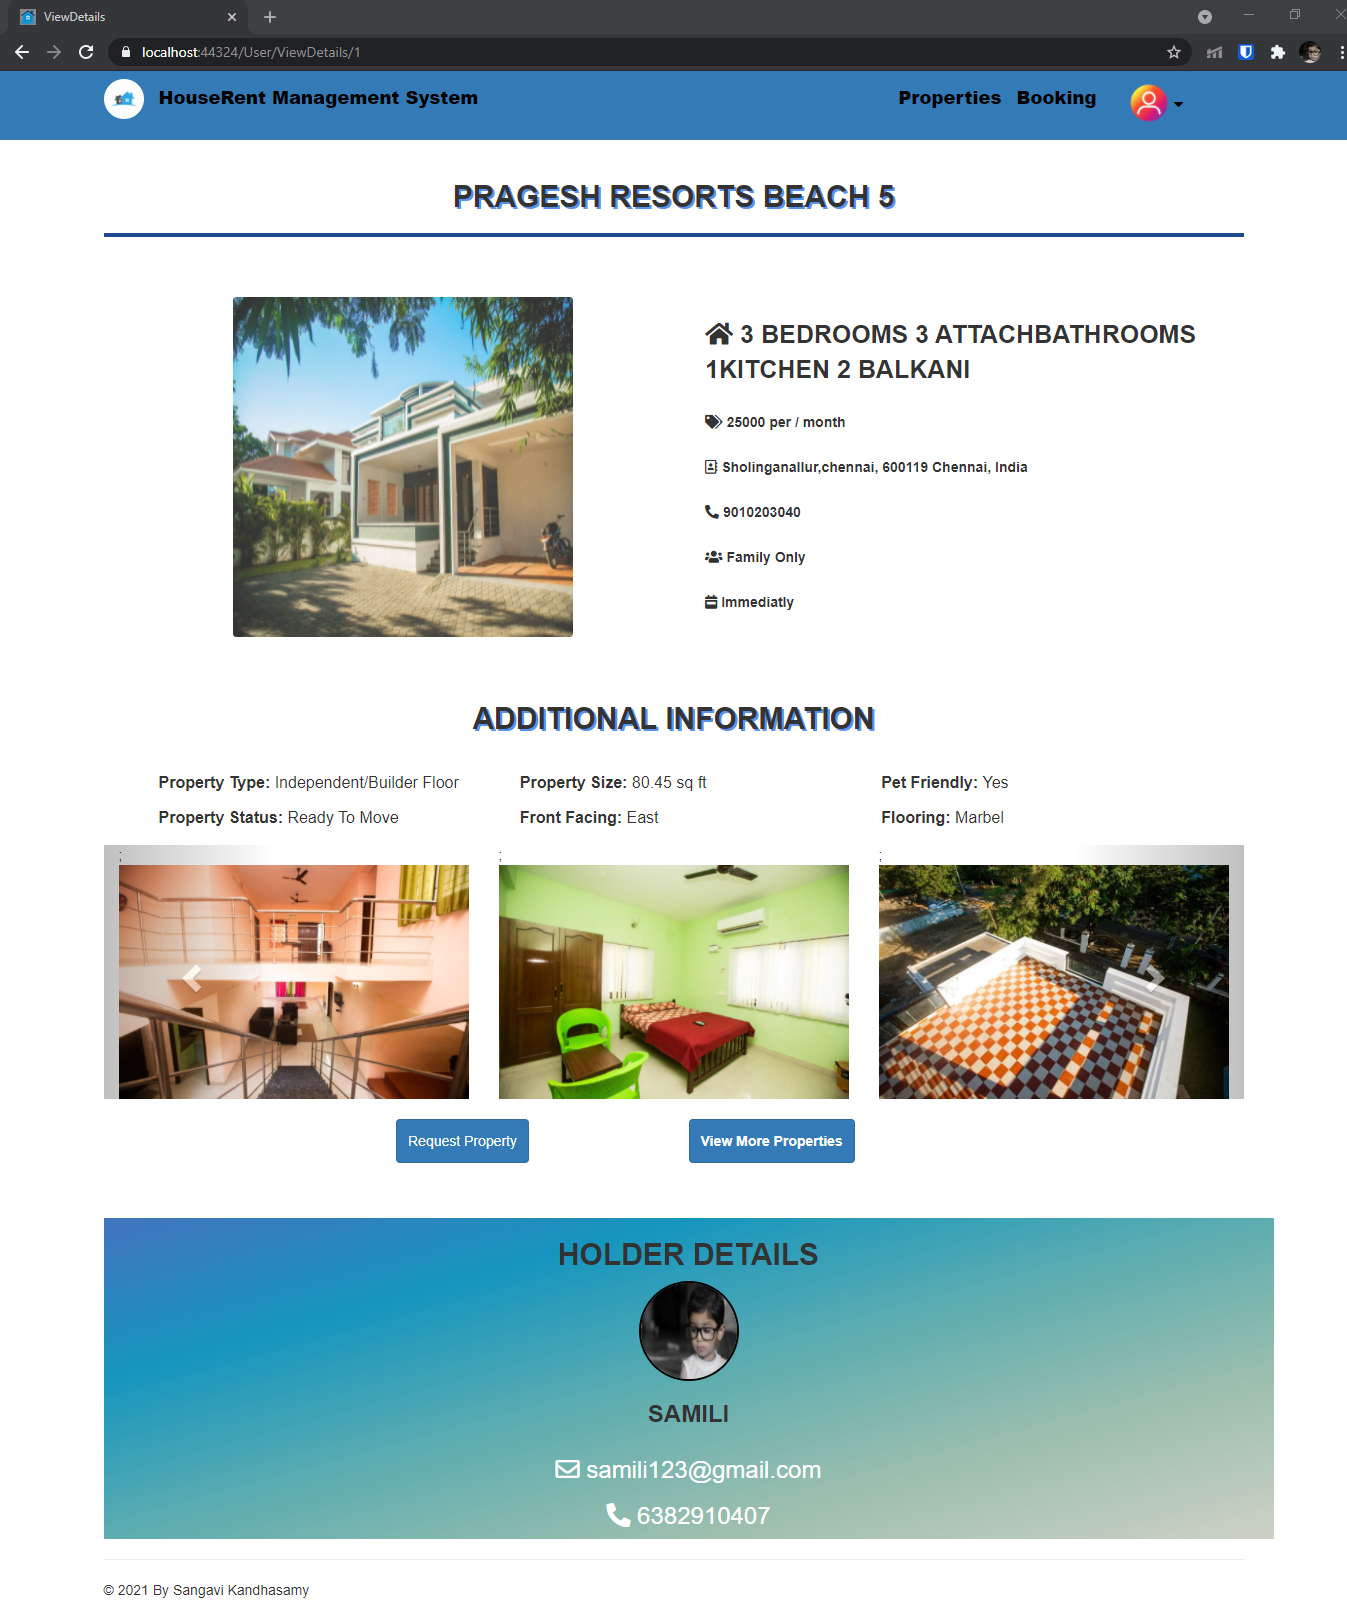 ViewDetails
localhost:44324/User/ViewDetails/1
HouseRent Management System
Properties Booking
PRAGESH RESORTS BEACH 5
3 BEDROOMS 3 ATTACHBATHROOMS
1KITCHEN 2 BALKANI
25000 per / month
Sholinganallur,chennai, 600119 Chennai, India
9010203040
Family Only
Immediatly
ADDITIONAL INFORMATION
Property Type: Independent/Builder Floor Property Size: 80.45 sq ft Pet Friendly: Yes
Property Status: Ready To Move Front Facing: East Flooring: Marbel
; ; ;
Request Property View More Properties
HOLDER DETAILS
SAMILI
samili123@gmail.com
6382910407
© 2021 By Sangavi Kandhasamy